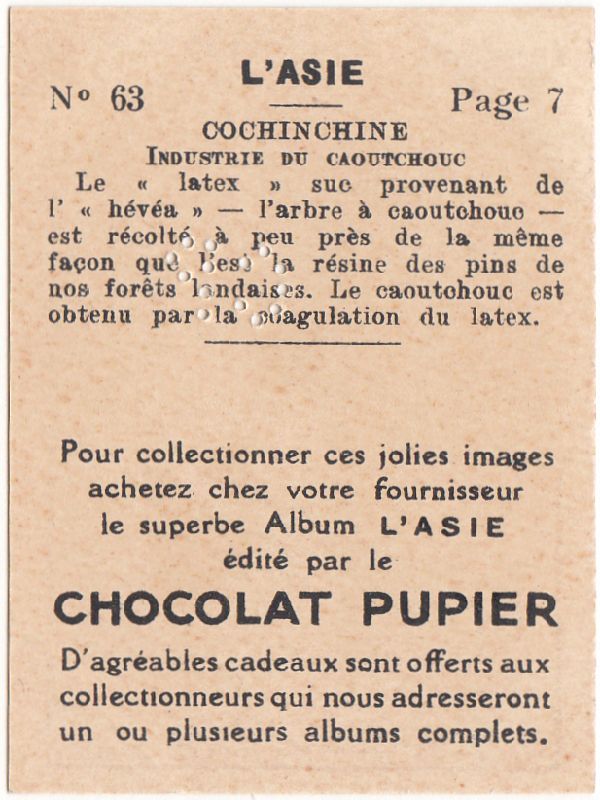 L'ASIE
Nº 63
Page 7
COCHINCHINE
INDUSTRIE DU CAOUTCHOUC
Le « latex » suc provenant de
l' « hévéa » — l'arbre à caoutchouc —
est récolté à peu près de la même
façon que l'est la résine des pins de
nos forêts landaises. Le caoutchouc est
obtenu par la coagulation du latex.
Pour collectionner ces jolies images
achetez chez votre fournisseur
le superbe Album L'ASIE
édité par le
CHOCOLAT PUPIER
D'agréables cadeaux sont offerts aux
collectionneurs qui nous adresseront
un ou plusieurs albums complets.